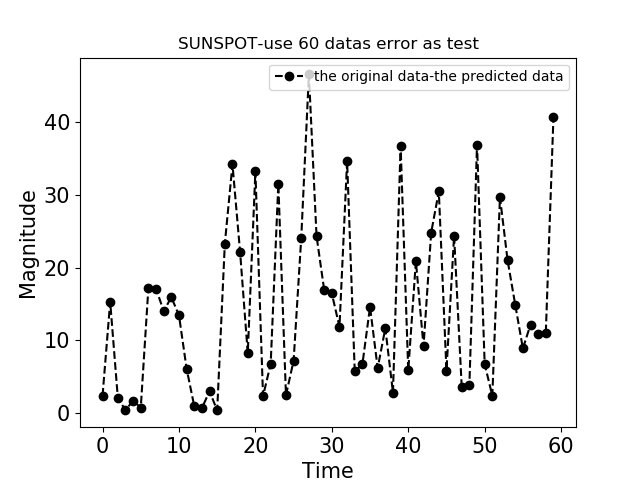 SUNSPOT-use 60 datas error as test
the original data-the predicted data
Magnitude
40
30
20
10
0
0 10 20 30 40 50 60
Time